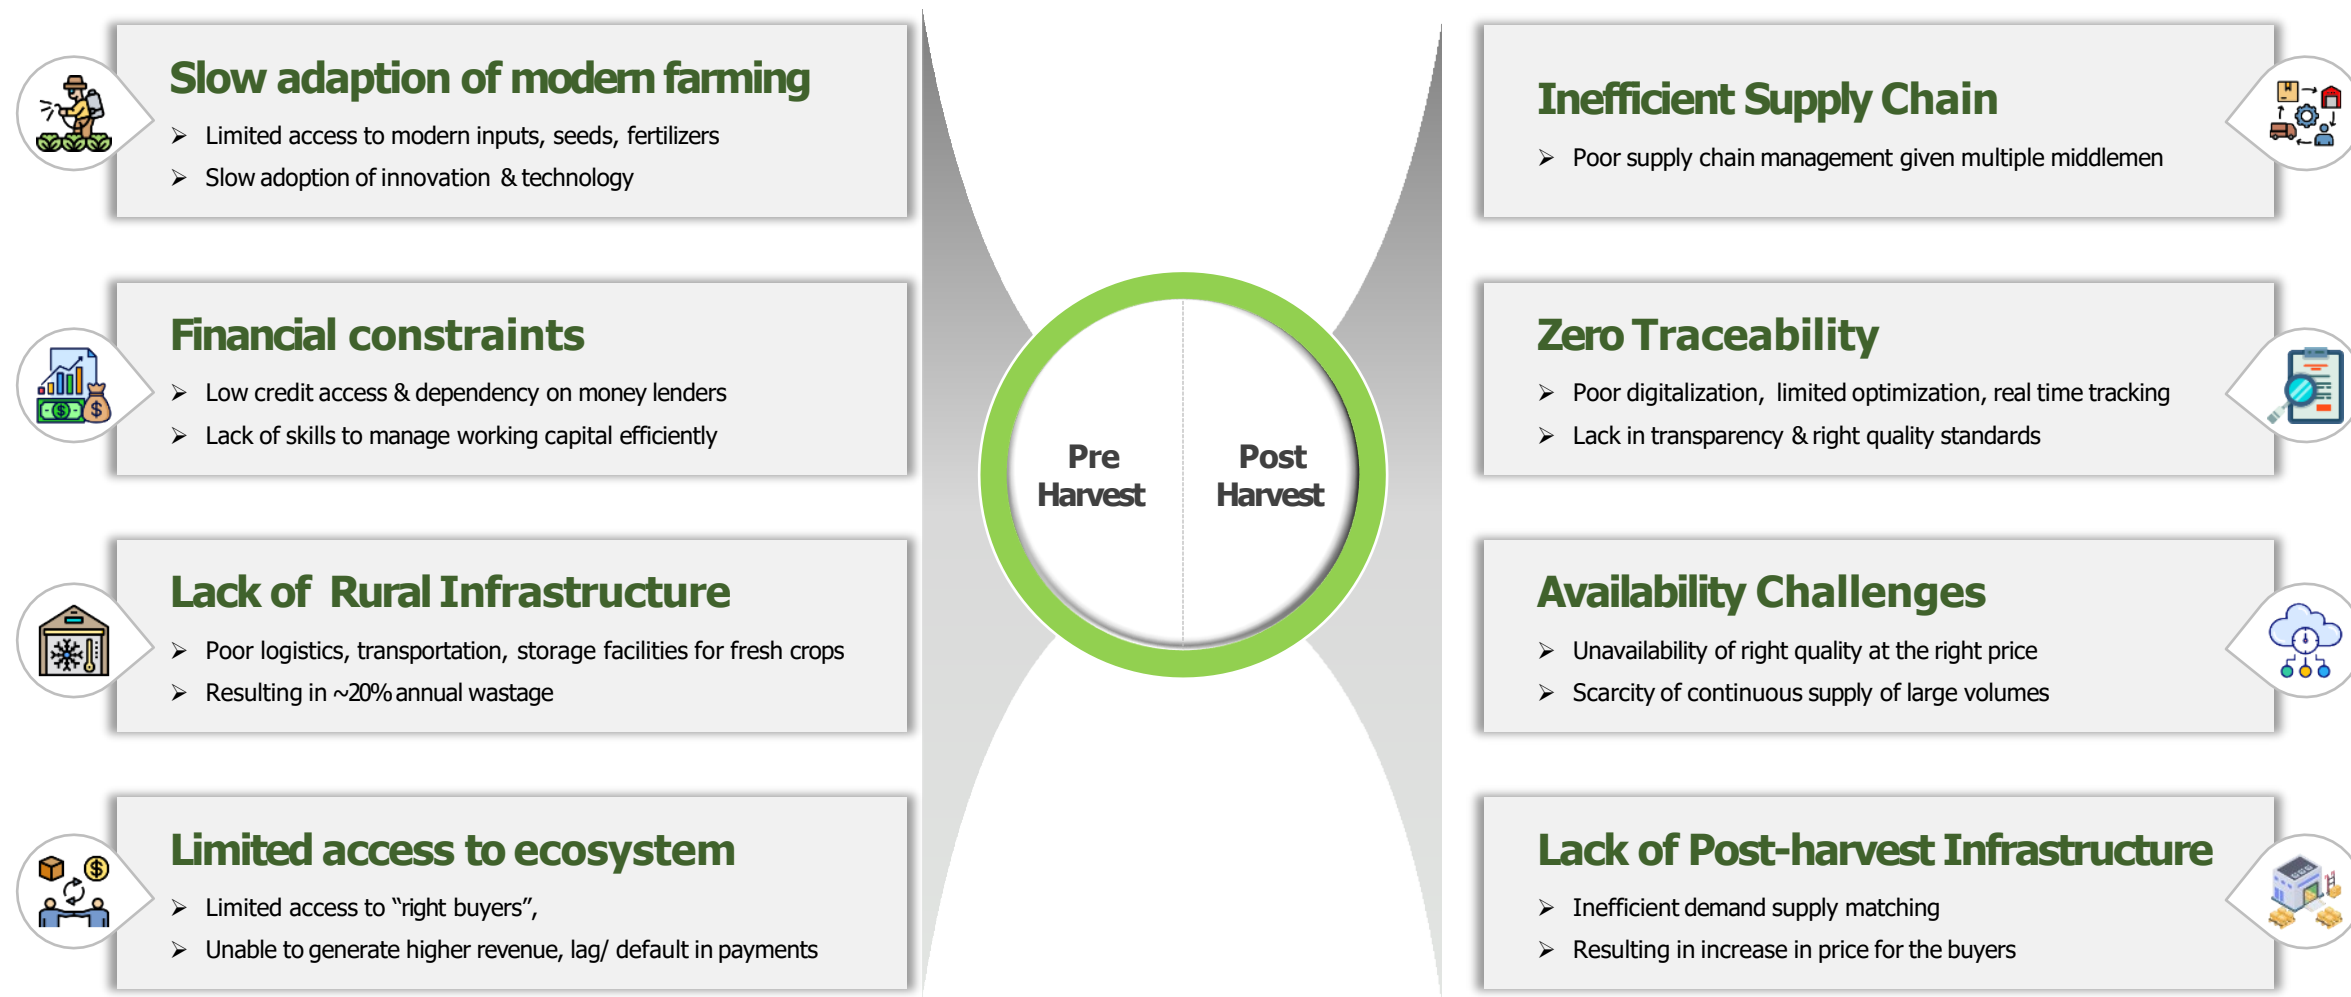 Slow adaption of modern farming
➢ Limited access to modern inputs, seeds, fertilizers
➢ Slow adoption of innovation & technology
Financial constraints
➢ Low credit access & dependency on money lenders
➢ Lack of skills to manage working capital efficiently
Lack of Rural Infrastructure
➢ Poor logistics, transportation, storage facilities for fresh crops
➢ Resulting in ~20% annual wastage
Limited access to ecosystem
➢ Limited access to “right buyers”,
➢ Unable to generate higher revenue, lag/ default in payments
Pre
Harvest
Post
Harvest
Inefficient Supply Chain
➢ Poor supply chain management given multiple middlemen
Zero Traceability
➢ Poor digitalization, limited optimization, real time tracking
➢ Lack in transparency & right quality standards
Availability Challenges
➢ Unavailability of right quality at the right price
➢ Scarcity of continuous supply of large volumes
Lack of Post-harvest Infrastructure
➢ Inefficient demand supply matching
➢ Resulting in increase in price for the buyers